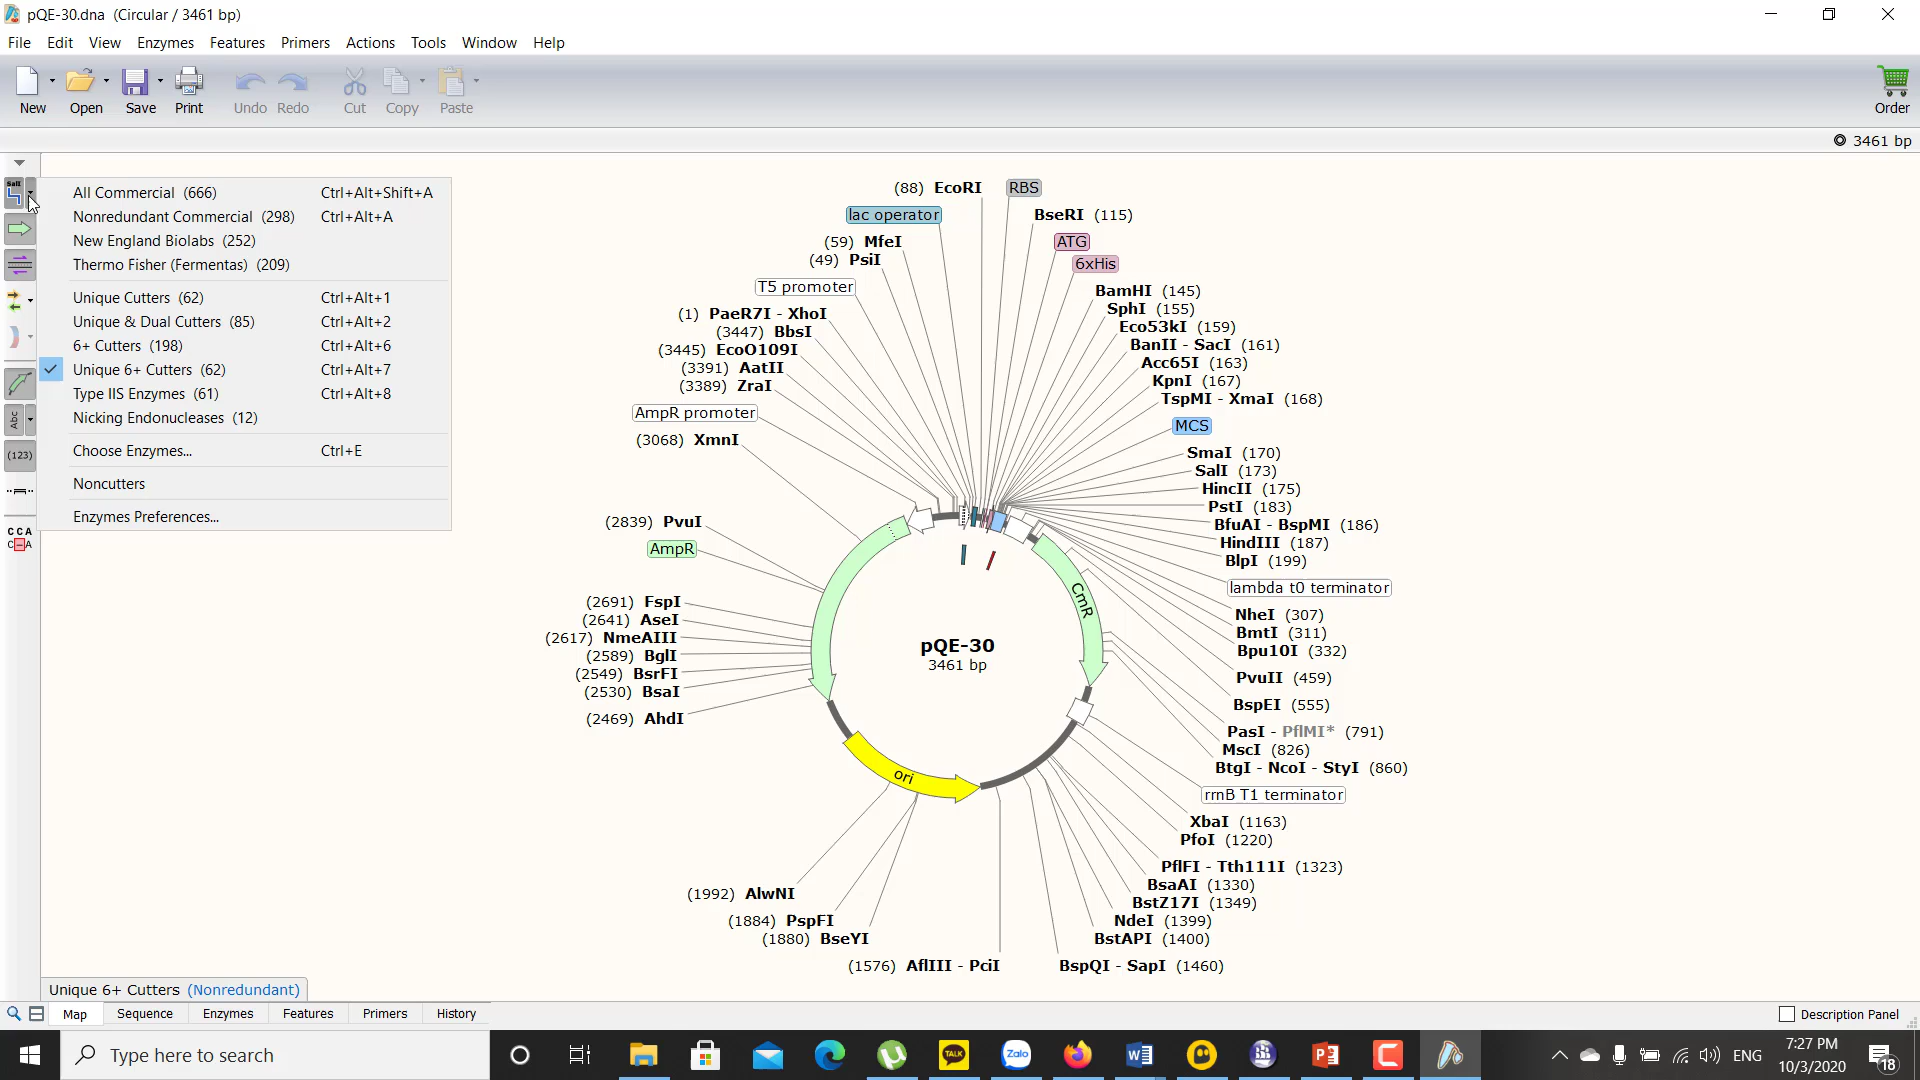 pQE-30.dna (Circular / 3461 bp)
File Edit View Enzymes Features Primers Actions Tools Window Help
New Open Save Print Undo Redo Cut Copy Paste Order
3461 bp
SalI
All Commercial (666) Ctrl+Alt+Shift+A
Nonredundant Commercial (298) Ctrl+Alt+A
New England Biolabs (252)
Thermo Fisher (Fermentas) (209)
Unique Cutters (62) Ctrl+Alt+1
Unique & Dual Cutters (85) Ctrl+Alt+2
6+ Cutters (198) Ctrl+Alt+6
Unique 6+ Cutters (62) Ctrl+Alt+7
Type IIS Enzymes (61) Ctrl+Alt+8
Nicking Endonucleases (12)
Choose Enzymes... Ctrl+E
Noncutters
Enzymes Preferences...
Abc
(123)
CCA
C–A
(88) EcoRI
lac operator
(59) MfeI
(49) PsiI
T5 promoter
(1) PaeR7I - XhoI
(3447) BbsI
(3445) EcoO109I
(3391) AatII
(3389) ZraI
AmpR promoter
(3068) XmnI
(2839) PvuI
AmpR
(2691) FspI
(2641) AseI
(2617) NmeAIII
(2589) BglI
(2549) BsrFI
(2530) BsaI
(2469) AhdI
(1992) AlwNI
(1884) PspFI
(1880) BseYI
(1576) AflIII - PciI
RBS
BseRI (115)
ATG
6xHis
BamHI (145)
SphI (155)
Eco53kI (159)
BanII - SacI (161)
Acc65I (163)
KpnI (167)
TspMI - XmaI (168)
MCS
SmaI (170)
SalI (173)
HincII (175)
PstI (183)
BfuAI - BspMI (186)
HindIII (187)
BlpI (199)
lambda t0 terminator
NheI (307)
BmtI (311)
Bpu10I (332)
PvuII (459)
BspEI (555)
PasI - PflMI* (791)
MscI (826)
BtgI - NcoI - StyI (860)
rrnB T1 terminator
XbaI (1163)
PfoI (1220)
PflFI - Tth111I (1323)
BsaAI (1330)
BstZ17I (1349)
NdeI (1399)
BstAPI (1400)
BspQI - SapI (1460)
CmR
ori
pQE-30
3461 bp
Unique 6+ Cutters (Nonredundant)
Map Sequence Enzymes Features Primers History Description Panel
Type here to search
TALK
Zalo
ENG
7:27 PM
10/3/2020
18